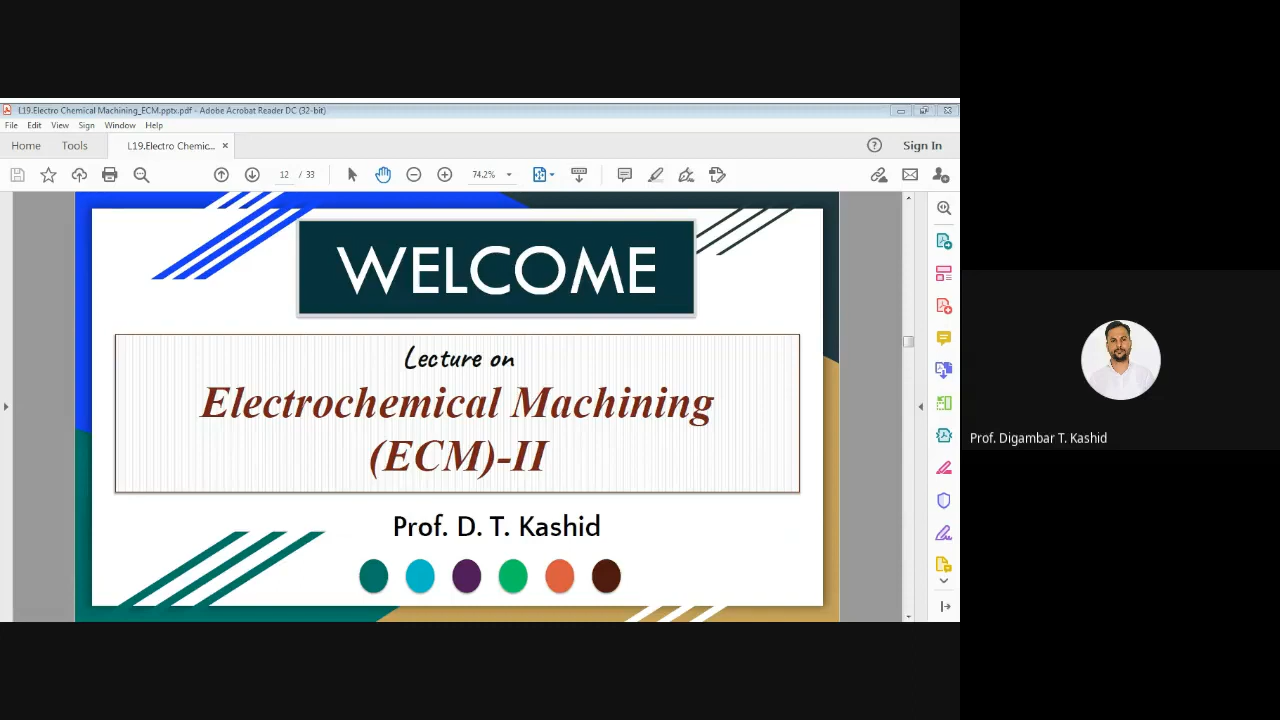 L19.Electro Chemical Machining_ECM.pptx.pdf - Adobe Acrobat Reader DC (32-bit)
File Edit View Sign Window Help
Home Tools L19.Electro Chemic... × Sign In
12 / 33 74.2%
WELCOME
Lecture on
Electrochemical Machining
(ECM)-II
Prof. D. T. Kashid
Prof. Digambar T. Kashid